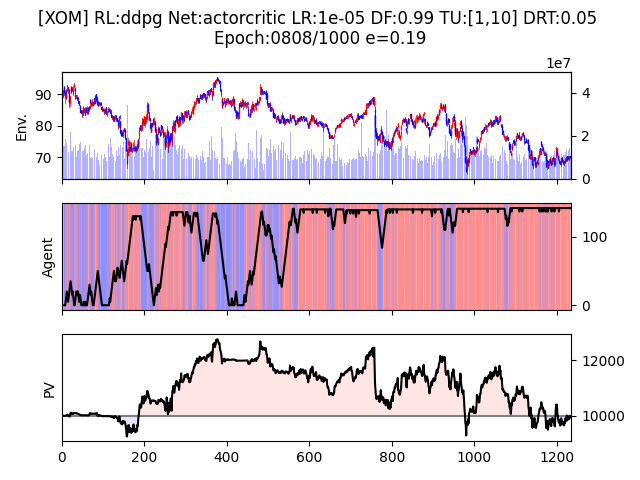 [XOM] RL:ddpg Net:actorcritic LR:1e-05 DF:0.99 TU:[1,10] DRT:0.05
Epoch:0808/1000 e=0.19
1e7
90
80
70
Env.
4
2
0
Agent
100
0
PV
12000
10000
0 200 400 600 800 1000 1200